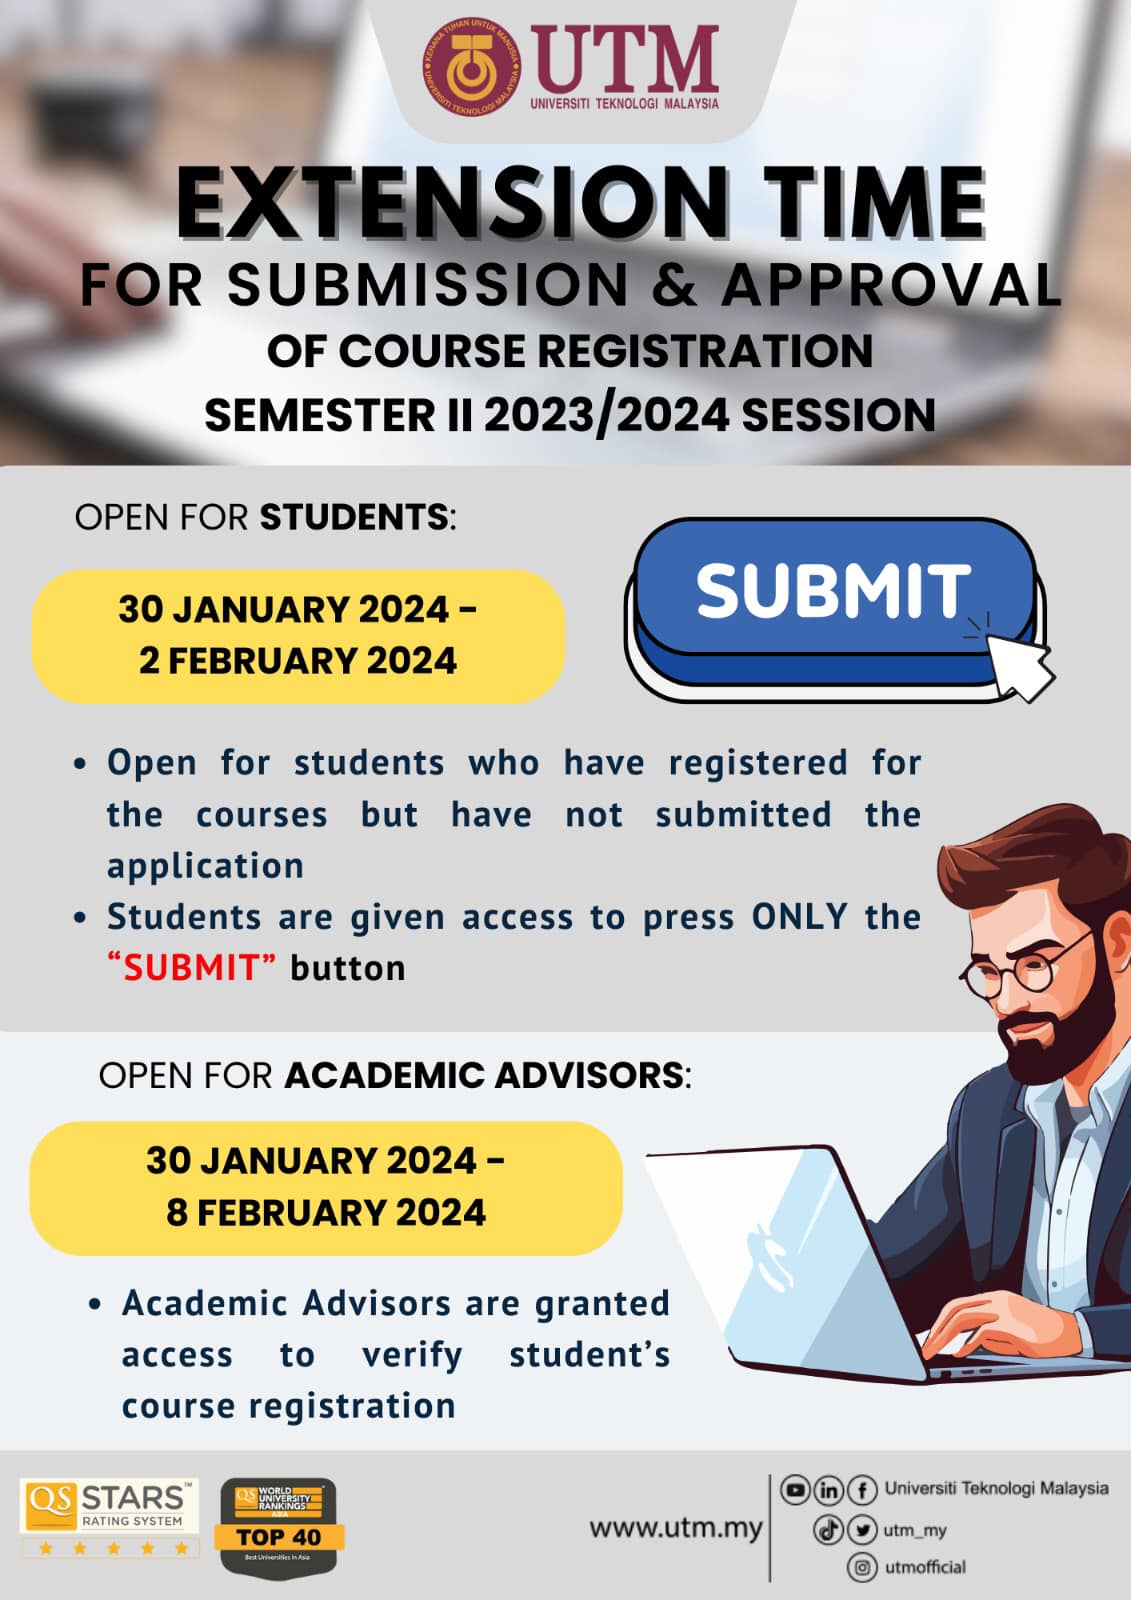 KERANA TUHAN UNTUK MANUSIA
UNIVERSITI TEKNOLOGI MALAYSIA
UTM
UNIVERSITI TEKNOLOGI MALAYSIA
EXTENSION TIME
FOR SUBMISSION & APPROVAL
OF COURSE REGISTRATION
SEMESTER II 2023/2024 SESSION
OPEN FOR STUDENTS:
30 JANUARY 2024 -
2 FEBRUARY 2024
SUBMIT
• Open for students who have registered for
the courses but have not submitted the
application
• Students are given access to press ONLY the
“SUBMIT” button
OPEN FOR ACADEMIC ADVISORS:
30 JANUARY 2024 -
8 FEBRUARY 2024
• Academic Advisors are granted
access to verify student’s
course registration
QS STARS™
RATING SYSTEM
QS WORLD
UNIVERSITY
RANKINGS
ASIA
TOP 40
Best Universities in Asia
www.utm.my
Universiti Teknologi Malaysia
utm_my
utmofficial